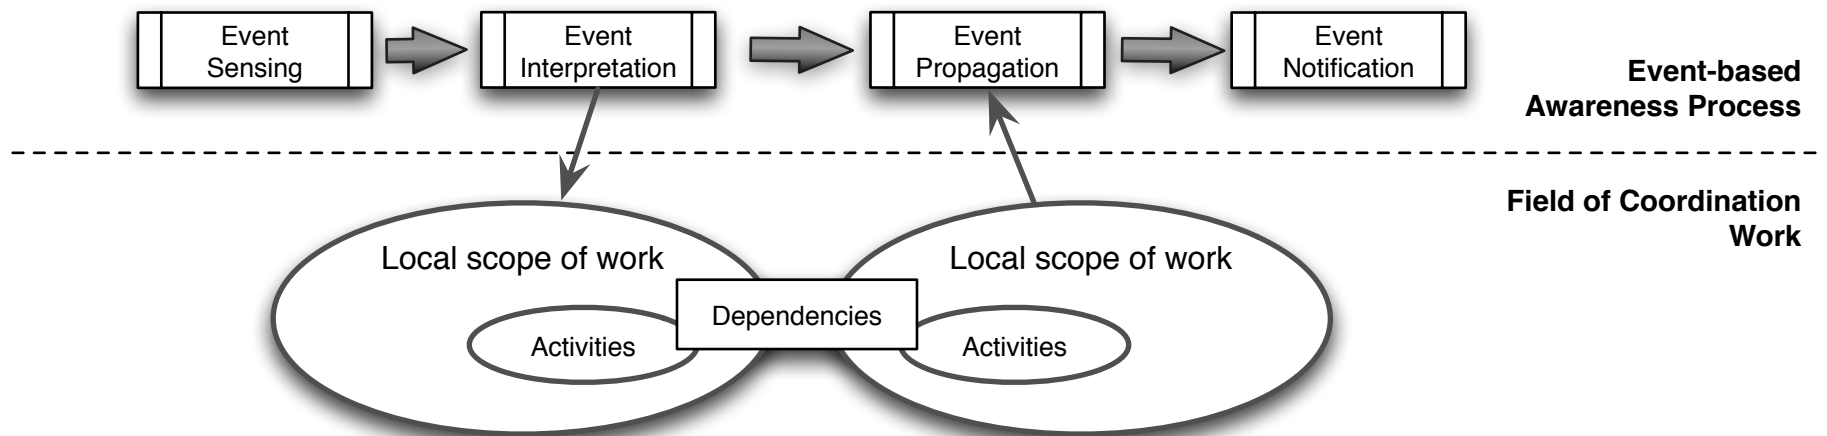 Event
Sensing
Event
Interpretation
Event
Propagation
Event
Notification
Event-based
Awareness Process
Field of Coordination
Work
Local scope of work
Local scope of work
Dependencies
Activities
Activities